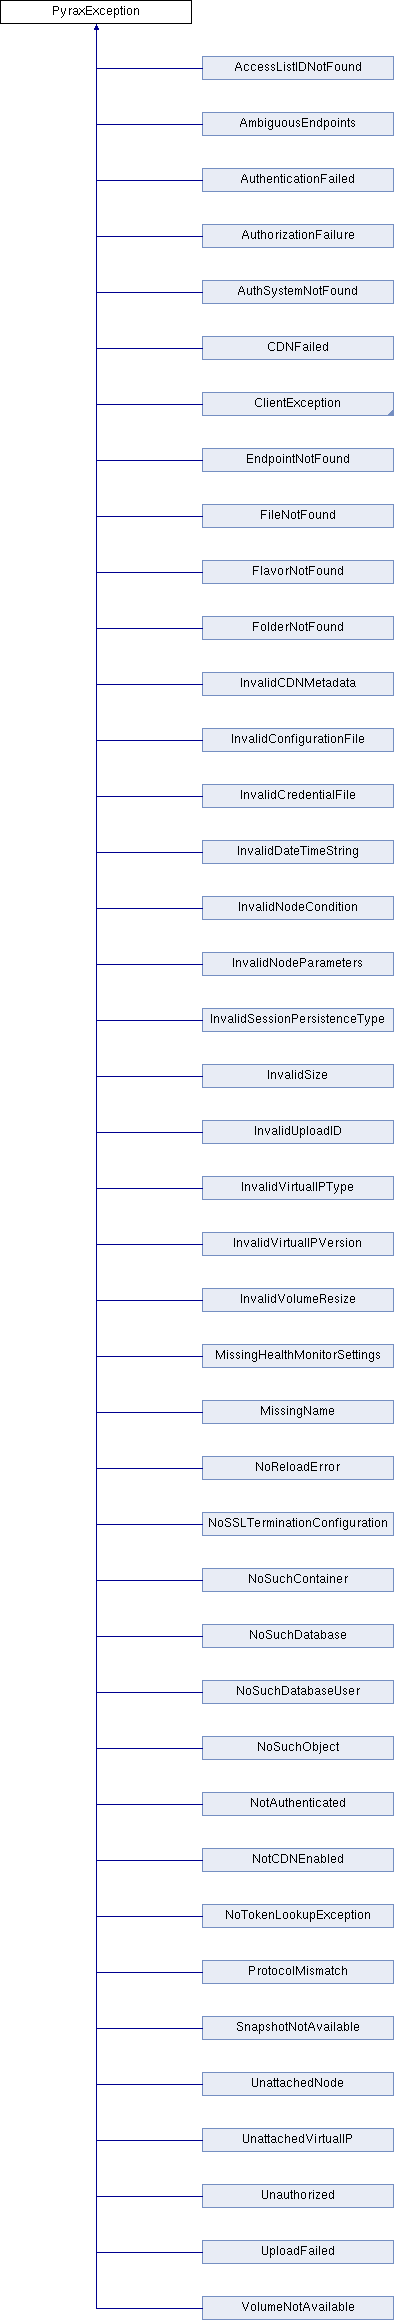 PyraxException
AccessListIDNotFound
AmbiguousEndpoints
AuthenticationFailed
AuthorizationFailure
AuthSystemNotFound
CDNFailed
ClientException
EndpointNotFound
FileNotFound
FlavorNotFound
FolderNotFound
InvalidCDNMetadata
InvalidConfigurationFile
InvalidCredentialFile
InvalidDateTimeString
InvalidNodeCondition
InvalidNodeParameters
InvalidSessionPersistenceType
InvalidSize
InvalidUploadID
InvalidVirtualIPType
InvalidVirtualIPVersion
InvalidVolumeResize
MissingHealthMonitorSettings
MissingName
NoReloadError
NoSSLTerminationConfiguration
NoSuchContainer
NoSuchDatabase
NoSuchDatabaseUser
NoSuchObject
NotAuthenticated
NotCDNEnabled
NoTokenLookupException
ProtocolMismatch
SnapshotNotAvailable
UnattachedNode
UnattachedVirtualIP
Unauthorized
UploadFailed
VolumeNotAvailable